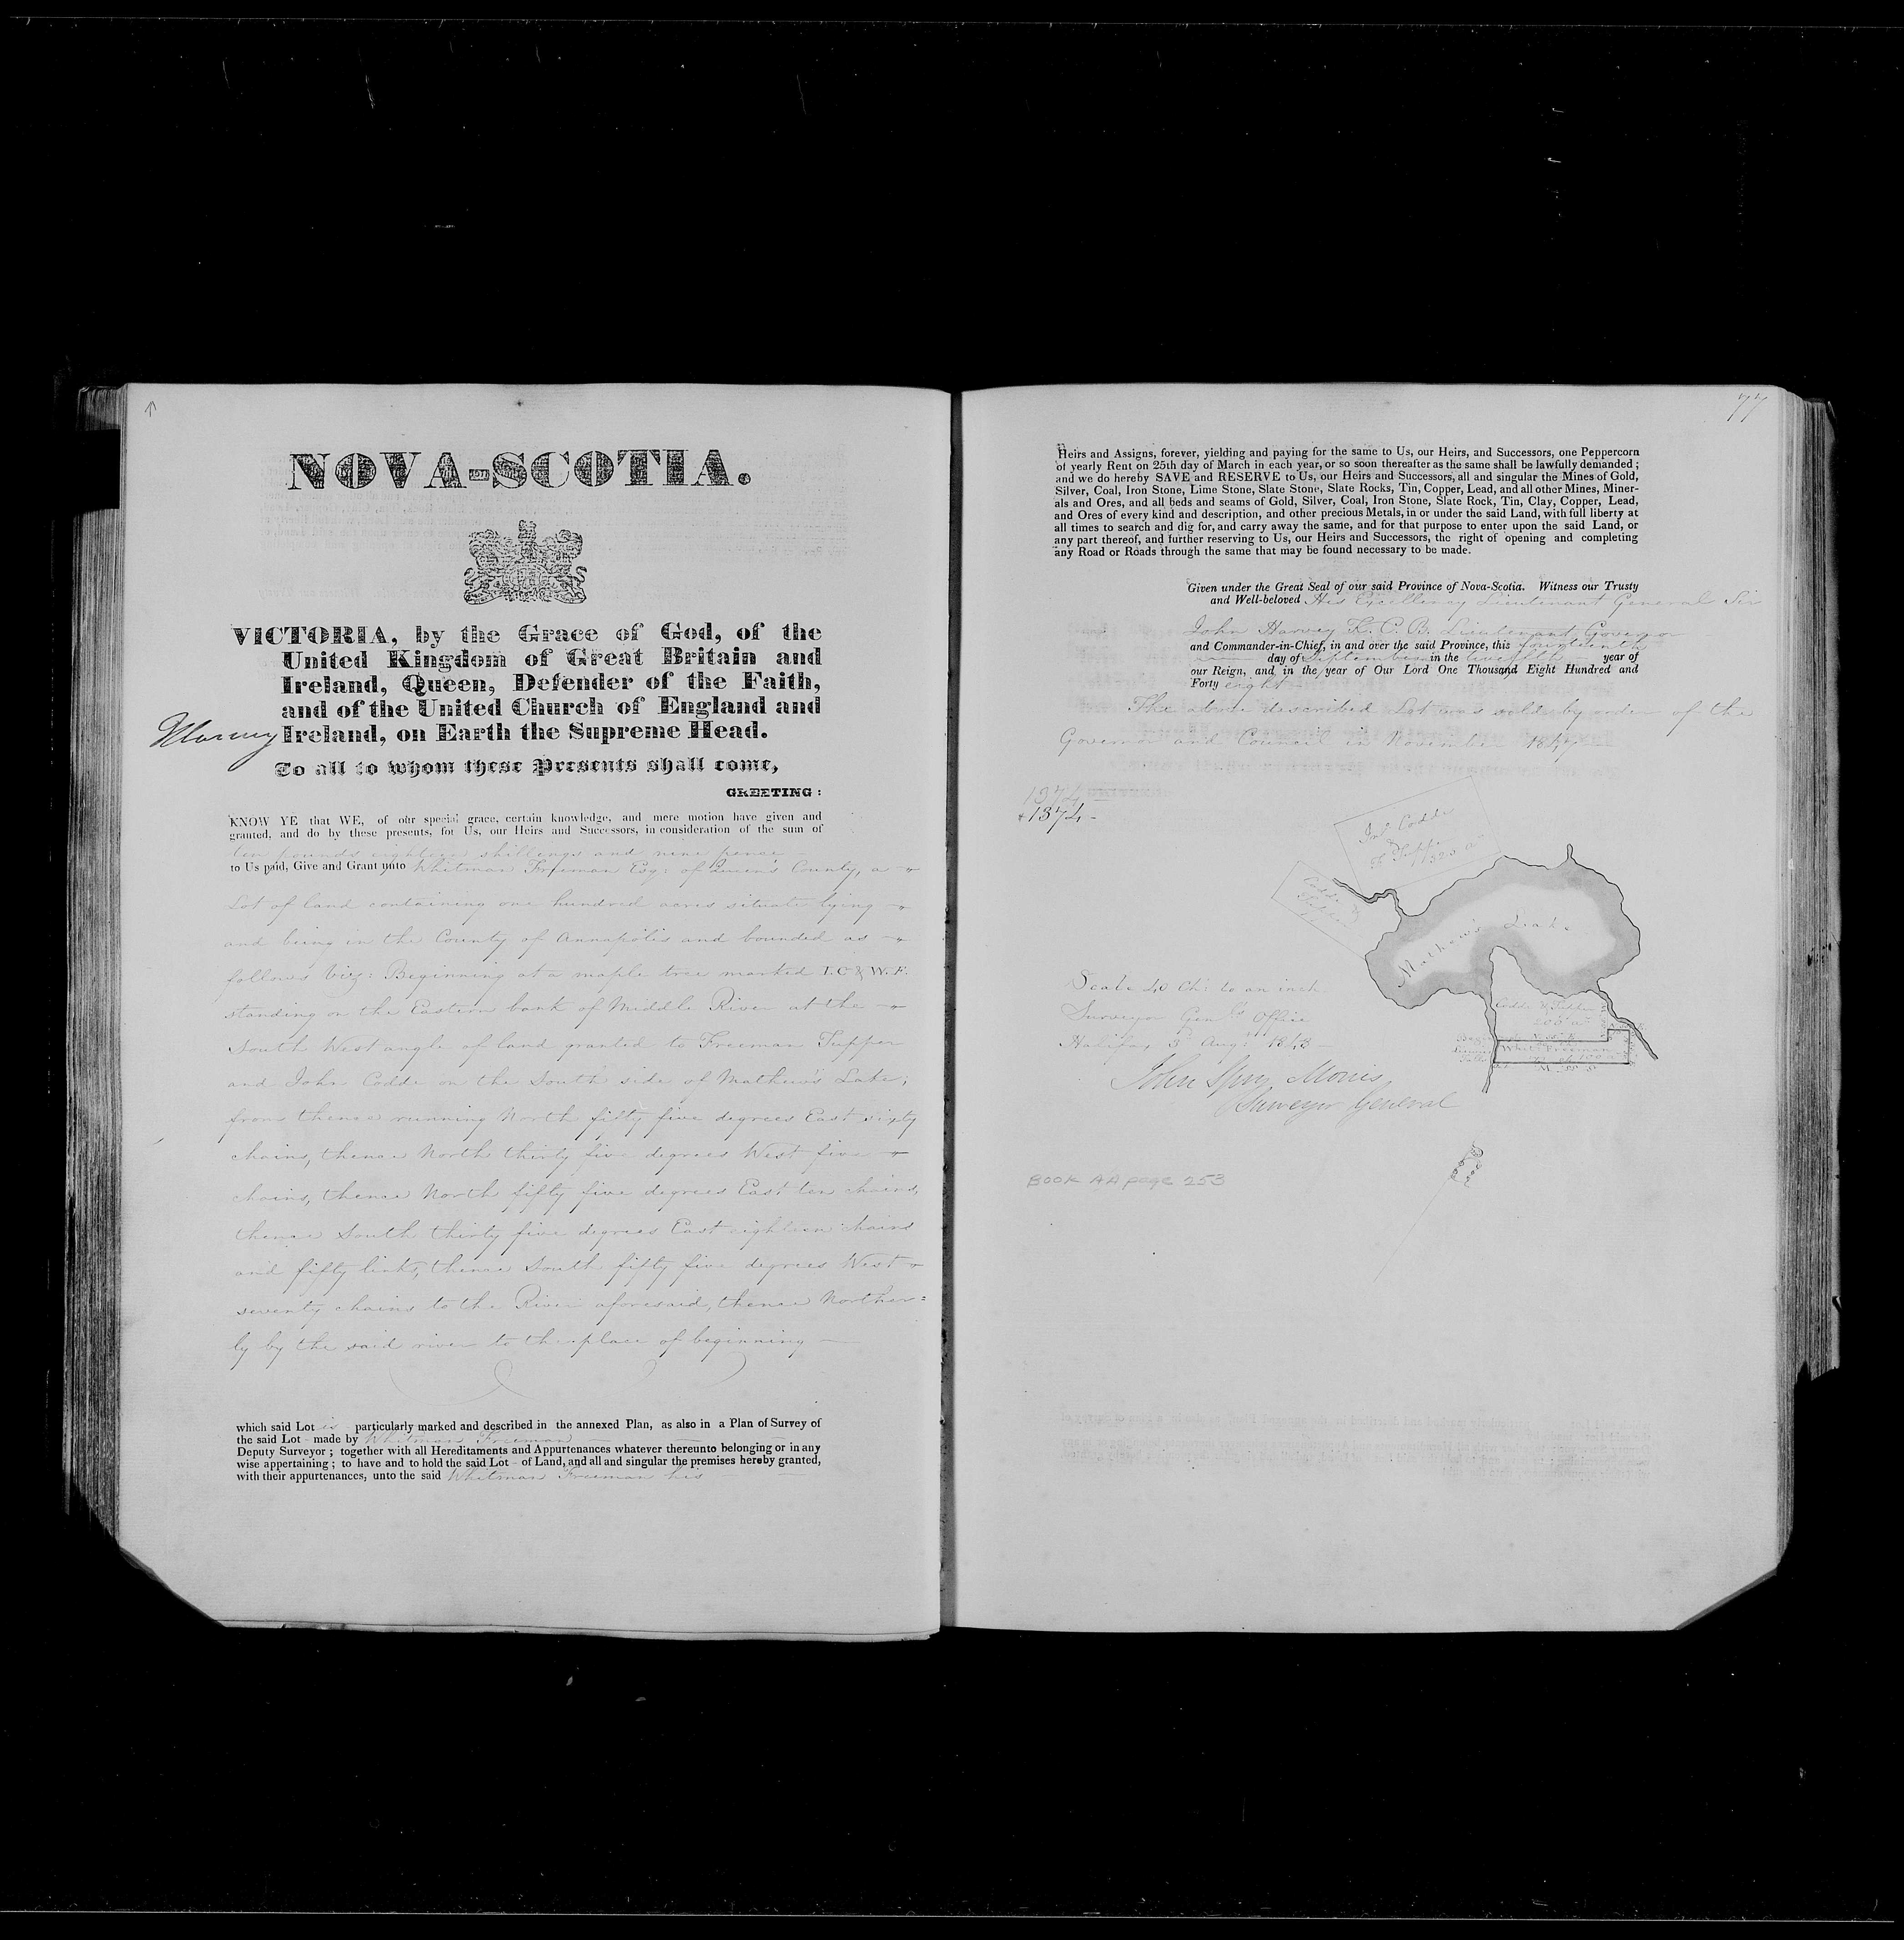 NOVA-SCOTIA.
VICTORIA, by the Grace of God, of the
United Kingdom of Great Britain and
Ireland, Queen, Defender of the Faith,
and of the United Church of England and
Ireland, on Earth the Supreme Head.
To all to whom these Presents shall come,
GREETING:
KNOW YE that WE, of our special grace, certain knowledge, and mere motion have given and
granted, and do by these presents, for Us, our Heirs and Successors, in consideration of the sum of
ten pounds eighteen shillings and nine pence
to Us paid, Give and Grant unto Whitman Freeman Esq: of Queen's County, a
Lot of land containing one hundred acres situate lying
and being in the County of Annapolis and bounded as
follows Viz: Beginning at a maple tree marked I.C & W.F.
standing on the Eastern bank of Middle River at the
South West angle of land granted to Freeman Tupper
and John Codde on the South side of Mathew's Lake;
from thence running North fifty five degrees East sixty
chains, thence North thirty five degrees West five
chains, thence North fifty five degrees East ten chains,
thence South thirty five degrees East eighteen chains
and fifty links, thence South fifty five degrees West
seventy chains to the River aforesaid, thence Norther=
ly by the said river to the place of beginning
which said Lot is particularly marked and described in the annexed Plan, as also in a Plan of Survey of
the said Lot made by Whitman Freeman
Deputy Surveyor; together with all Hereditaments and Appurtenances whatever thereunto belonging or in any
wise appertaining; to have and to hold the said Lot of Land, and all and singular the premises hereby granted,
with their appurtenances, unto the said Whitman Freeman his
77
Heirs and Assigns, forever, yielding and paying for the same to Us, our Heirs, and Successors, one Peppercorn
of yearly Rent on 25th day of March in each year, or so soon thereafter as the same shall be lawfully demanded;
and we do hereby SAVE and RESERVE to Us, our Heirs and Successors, all and singular the Mines of Gold,
Silver, Coal, Iron Stone, Lime Stone, Slate Stone, Slate Rocks, Tin, Copper, Lead, and all other Mines, Miner-
als and Ores, and all beds and seams of Gold, Silver, Coal, Iron Stone, Slate Rock, Tin, Clay, Copper, Lead,
and Ores of every kind and description, and other precious Metals, in or under the said Land, with full liberty at
all times to search and dig for, and carry away the same, and for that purpose to enter upon the said Land, or
any part thereof, and further reserving to Us, our Heirs and Successors, the right of opening and completing
any Road or Roads through the same that may be found necessary to be made.
Given under the Great Seal of our said Province of Nova-Scotia. Witness our Trusty
and Well-beloved His Excellency Lieutenant General Sir
John Harvey K.C.B. Lieutenant Governor
and Commander-in-Chief, in and over the said Province, this fourteenth
day of September in the twelfth year of
our Reign, and in the year of Our Lord One Thousand Eight Hundred and
Forty eight
The above described Lot was sold by order of the
Governor and Council in November 1847
1374
1374
Mathew's Lake
Scale 40 Ch: to an inch
Surveyor Genl's Office
Halifax 3d Augt 1848
John Spry Morris
Surveyor General
BOOK AA page 253